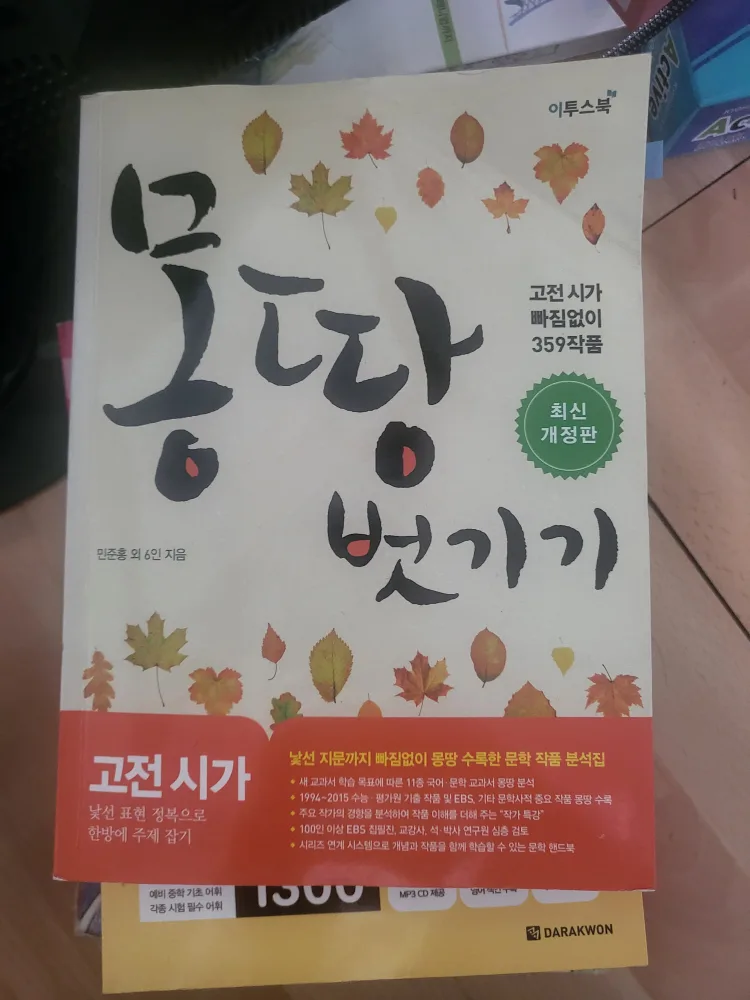 이투스북
몽땅
벗기기
고전 시가
빠짐없이
359작품
최신
개정판
민준홍 외 6인 지음
고전 시가
낯선 표현 정복으로
한방에 주제 잡기
낯선 지문까지 빠짐없이 몽땅 수록한 문학 작품 분석집
• 새 교과서 학습 목표에 따른 11종 국어·문학 교과서 몽땅 분석
• 1994~2015 수능·평가원 기출 작품 및 EBS, 기타 문학사적 중요 작품 몽땅 수록
• 주요 작가의 경향을 분석하여 작품 이해를 더해 주는 "작가 특강"
• 100인 이상 EBS 집필진, 교강사, 석·박사 연구원 심층 검토
• 시리즈 연계 시스템으로 개념과 작품을 함께 학습할 수 있는 문학 핸드북
예비 중학 기초 어휘
각종 시험 필수 어휘
1300
MP3 CD 제공
DARAKWON
Active